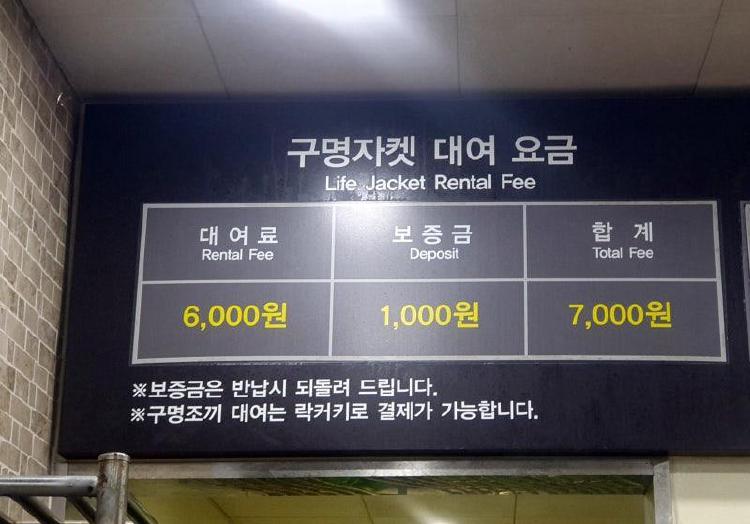 구명자켓 대여 요금
Life Jacket Rental Fee
대여료 보증금 합계
Rental Fee Deposit Total Fee
6,000원 1,000원 7,000원
※보증금은 반납시 되돌려 드립니다.
※구명조끼 대여는 락커키로 결제가 가능합니다.